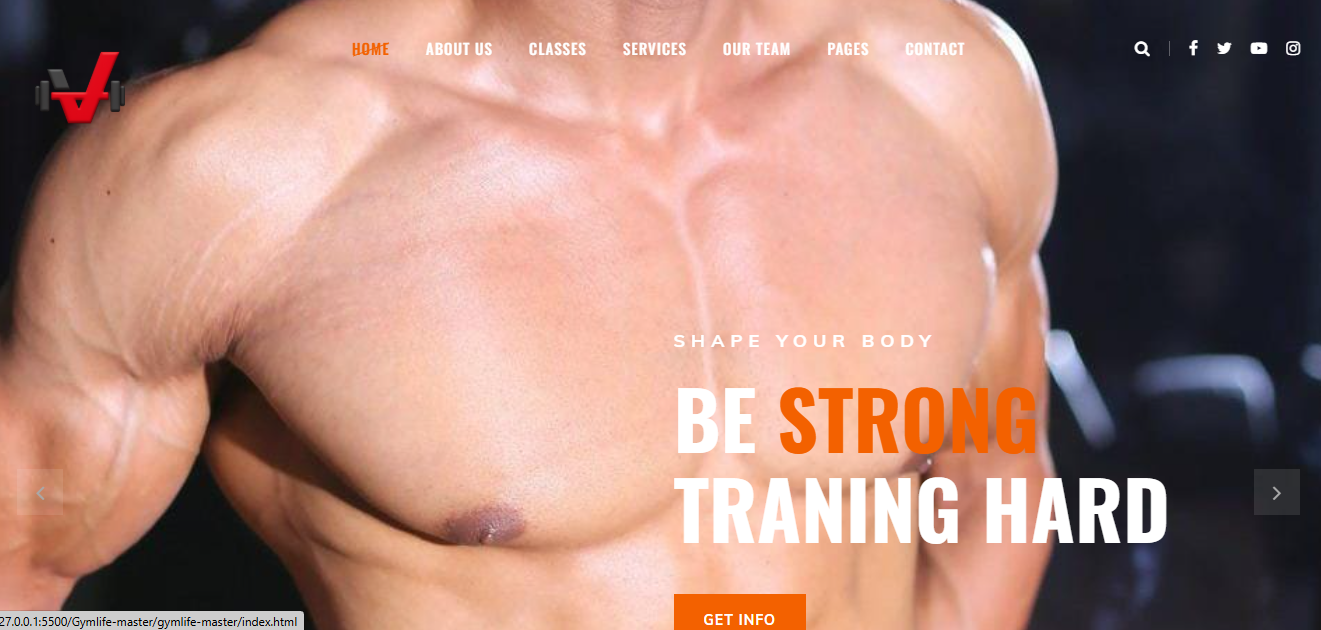 HOME ABOUT US CLASSES SERVICES OUR TEAM PAGES CONTACT
SHAPE YOUR BODY
BE STRONG
TRANING HARD
GET INFO
27.0.0.1:5500/Gymlife-master/gymlife-master/index.html